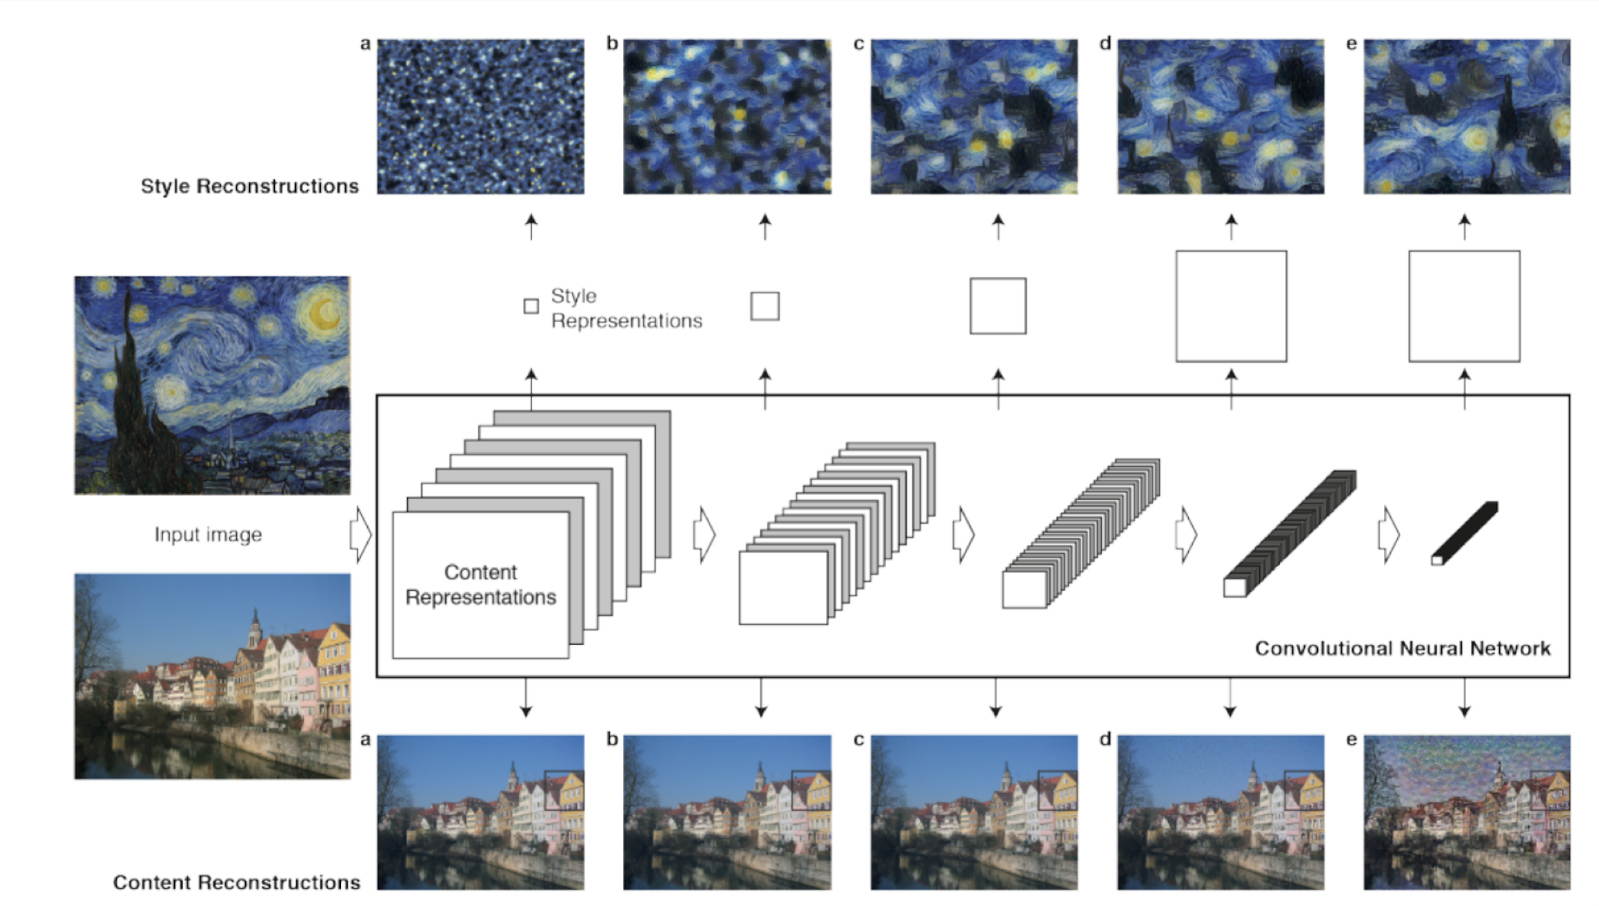 a
b
c
d
e
Style Reconstructions
Style
Representations
Input image
Content
Representations
Convolutional Neural Network
a
b
c
d
e
Content Reconstructions